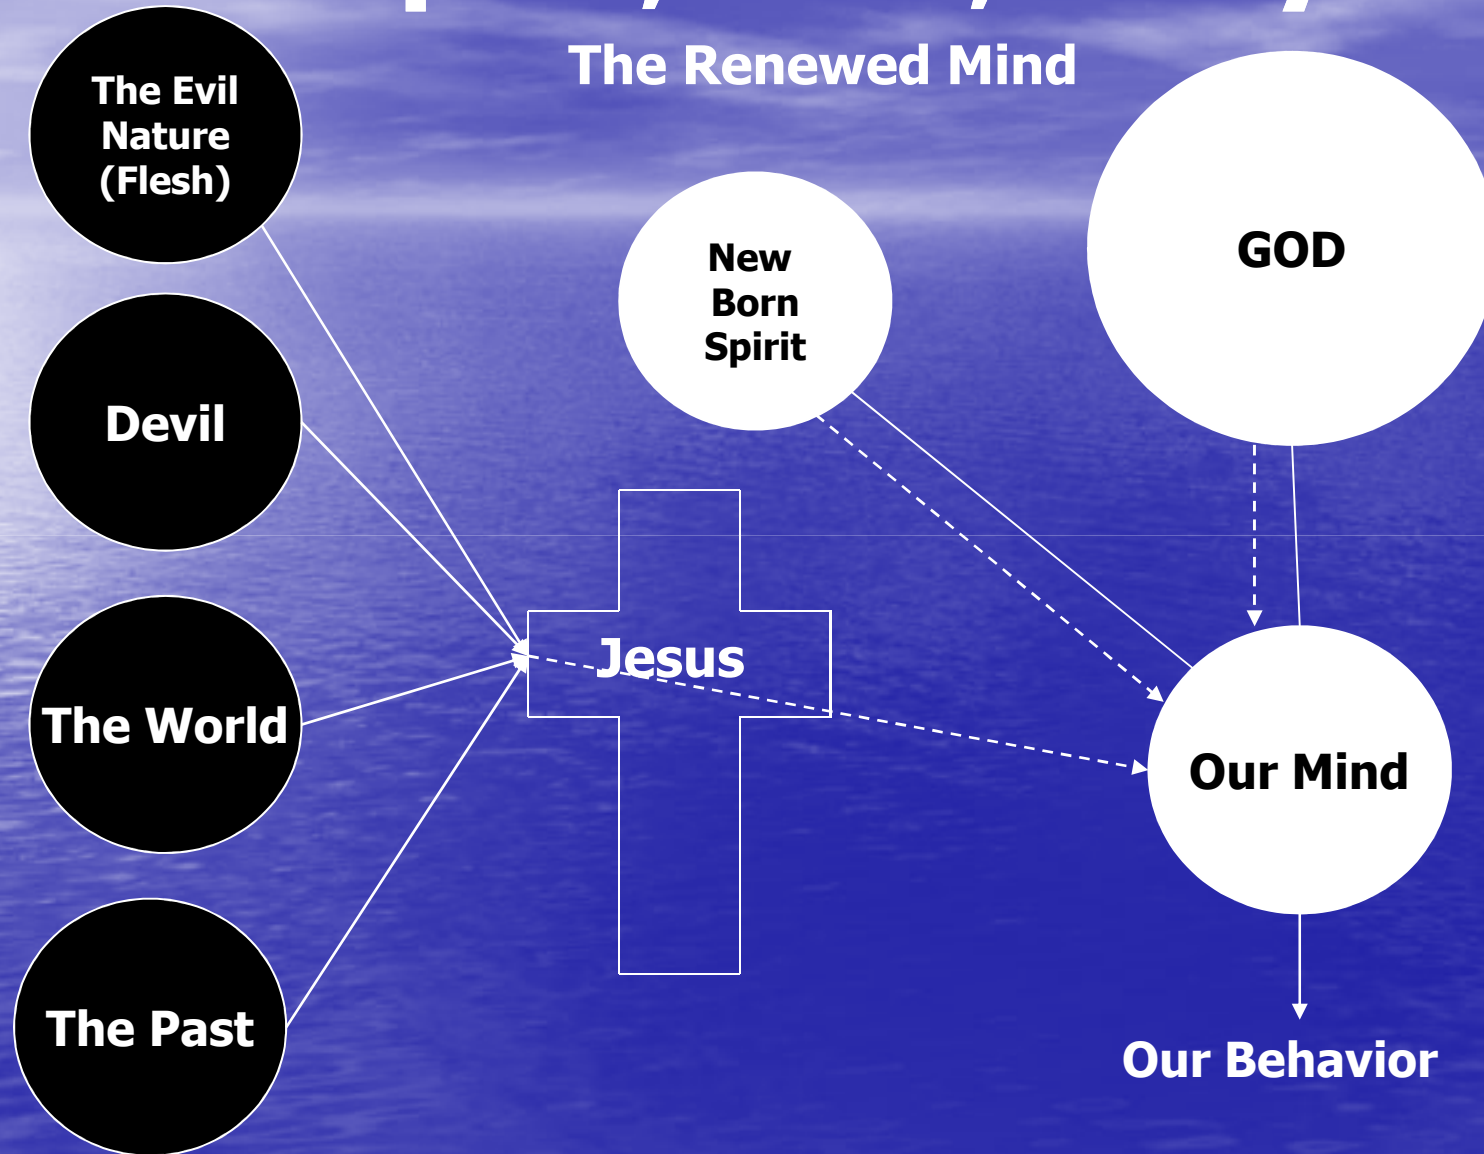 The Renewed Mind
The Evil
Nature
(Flesh)
GOD
New
Born
Spirit
Devil
Jesus
The World
Our Mind
The Past
Our Behavior